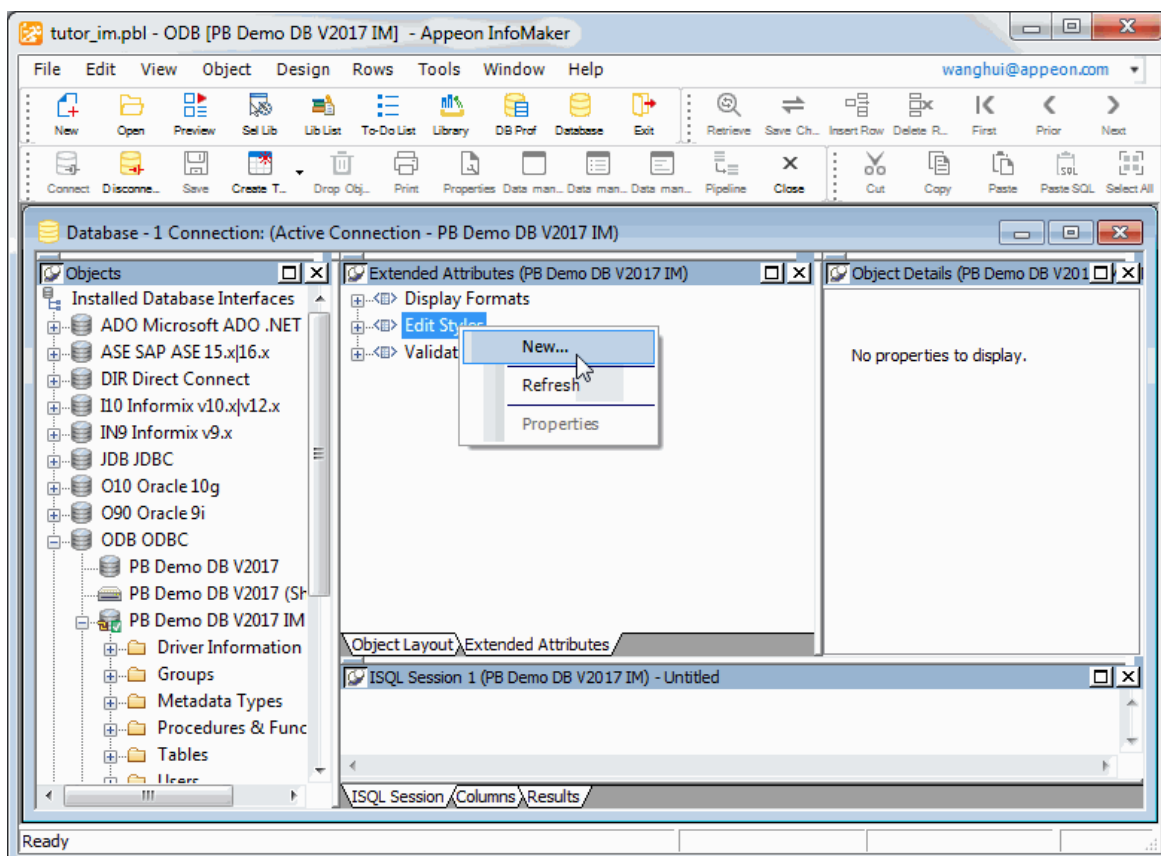 tutor_im.pbl - ODB [PB Demo DB V2017 IM] - Appeon InfoMaker
File Edit View Object Design Rows Tools Window Help wanghui@appeon.com
New Open Preview Sel Lib Lib List To-Do List Library DB Prof Database Exit Retrieve Save Ch... Insert Row Delete R... First Prior Next
Connect Disconne... Save Create T... Drop Obj... Print Properties Data man... Data man... Data man... Pipeline Close Cut Copy Paste Paste SQL Select All
Database - 1 Connection: (Active Connection - PB Demo DB V2017 IM)
Objects
Installed Database Interfaces
ADO Microsoft ADO .NET
ASE SAP ASE 15.x|16.x
DIR Direct Connect
I10 Informix v10.x|v12.x
IN9 Informix v9.x
JDB JDBC
O10 Oracle 10g
O90 Oracle 9i
ODB ODBC
PB Demo DB V2017
PB Demo DB V2017 (Sh
PB Demo DB V2017 IM
Driver Information
Groups
Metadata Types
Procedures & Func
Tables
Users
Extended Attributes (PB Demo DB V2017 IM)
Display Formats
Edit Styles
Validat
New...
Refresh
Properties
Object Layout Extended Attributes
Object Details (PB Demo DB V201
No properties to display.
ISQL Session 1 (PB Demo DB V2017 IM) - Untitled
ISQL Session Columns Results
Ready